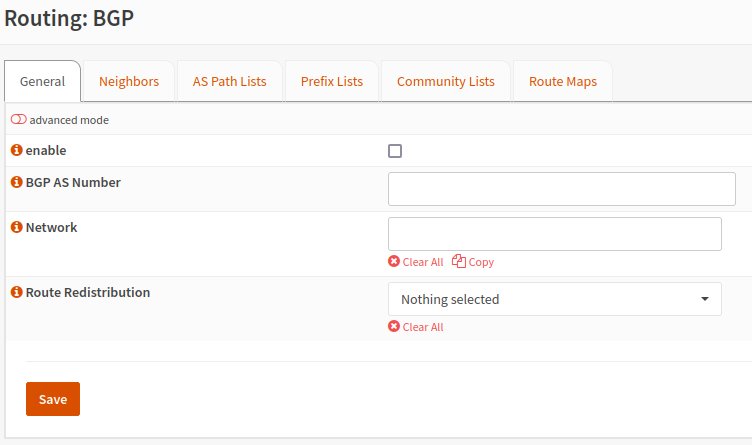 Routing: BGP
General Neighbors AS Path Lists Prefix Lists Community Lists Route Maps
advanced mode
enable
BGP AS Number
Network
Clear All Copy
Route Redistribution Nothing selected
Clear All
Save